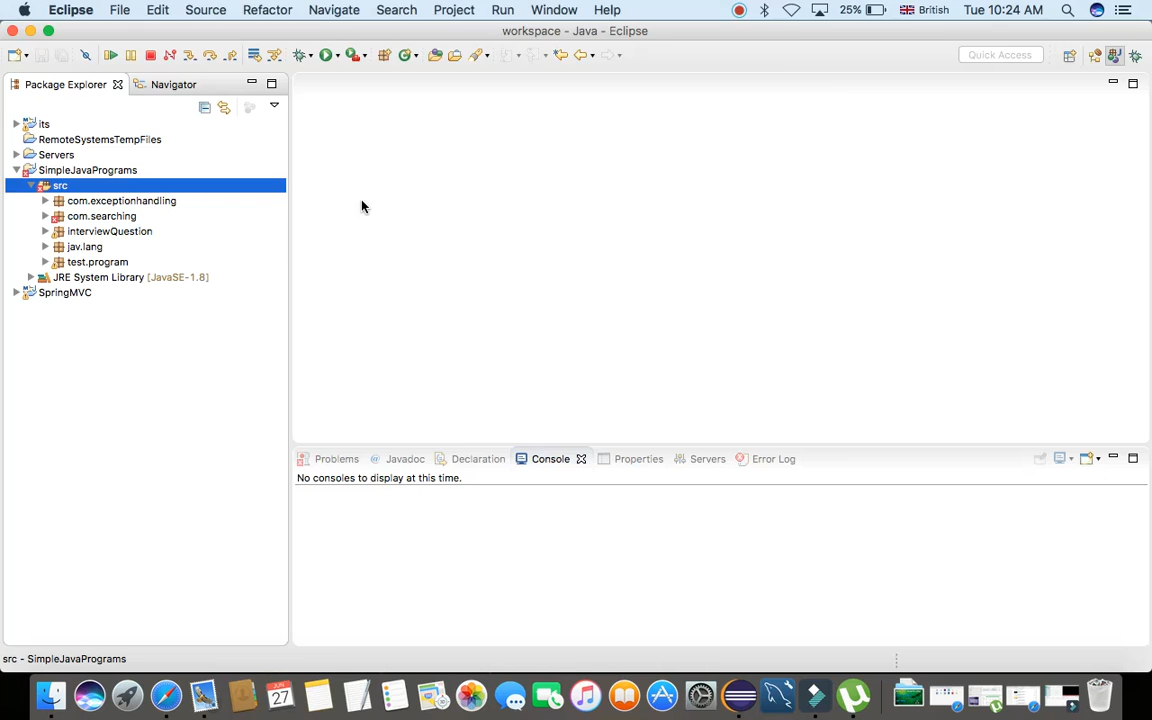 Eclipse File Edit Source Refactor Navigate Search Project Run Window Help 25% British Tue 10:24 AM
workspace - Java - Eclipse
Quick Access
Package Explorer Navigator
its
RemoteSystemsTempFiles
Servers
SimpleJavaPrograms
src
com.exceptionhandling
com.searching
interviewQuestion
jav.lang
test.program
JRE System Library [JavaSE-1.8]
SpringMVC
Problems @ Javadoc Declaration Console Properties Servers Error Log
No consoles to display at this time.
src - SimpleJavaPrograms
JUN
27